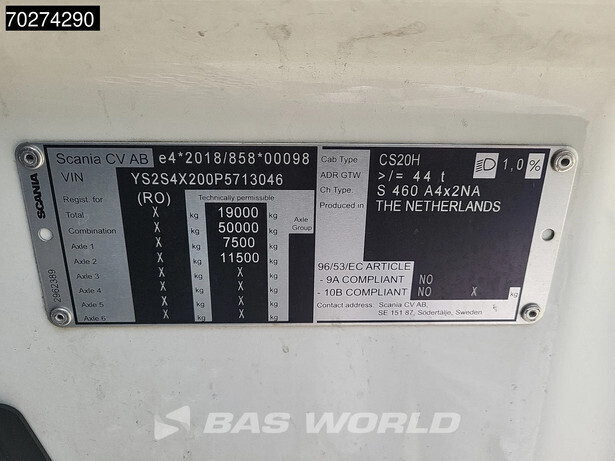 70274290
Scania CV AB e4*2018/858*00098
VIN YS2S4X200P5713046
Regist. for (RO) Technically permissible
Total X kg 19000 kg Axle Group
Combination X kg 50000 kg
Axle 1 X kg 7500 kg
Axle 2 X kg 11500 kg
Axle 3 X kg X kg
Axle 4 X kg X kg
Axle 5 X kg X kg
Axle 6 X kg X kg
SCANIA
2962389
Cab Type CS20H 1,0 %
ADR GTW >/= 44 t
Ch. Type S 460 A4x2NA
Produced in THE NETHERLANDS
96/53/EC ARTICLE
- 9A COMPLIANT NO
- 10B COMPLIANT NO X kg
Contact address: Scania CV AB,
SE 151 87, Södertälje, Sweden
BAS WORLD